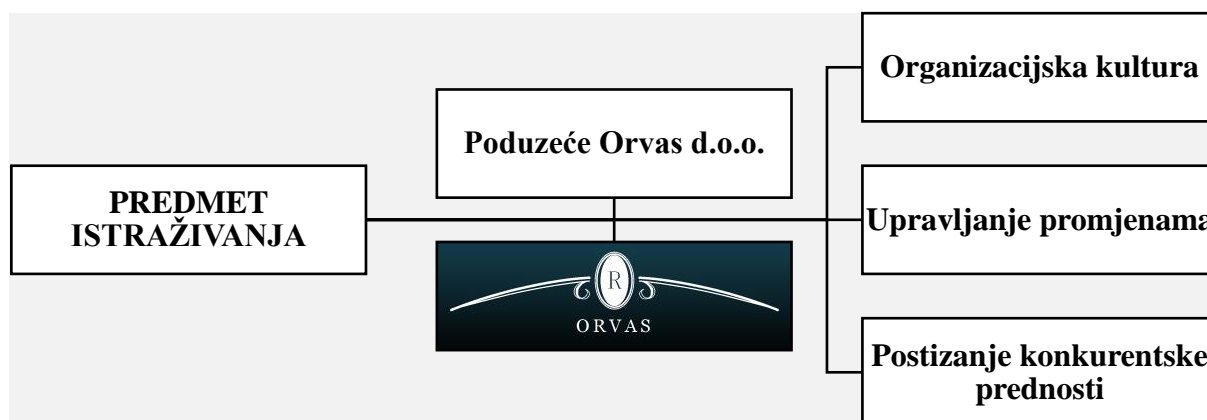 PREDMET
ISTRAŽIVANJA
Poduzeće Orvas d.o.o.
R
ORVAS
Organizacijska kultura
Upravljanje promjenama
Postizanje konkurentske
prednosti